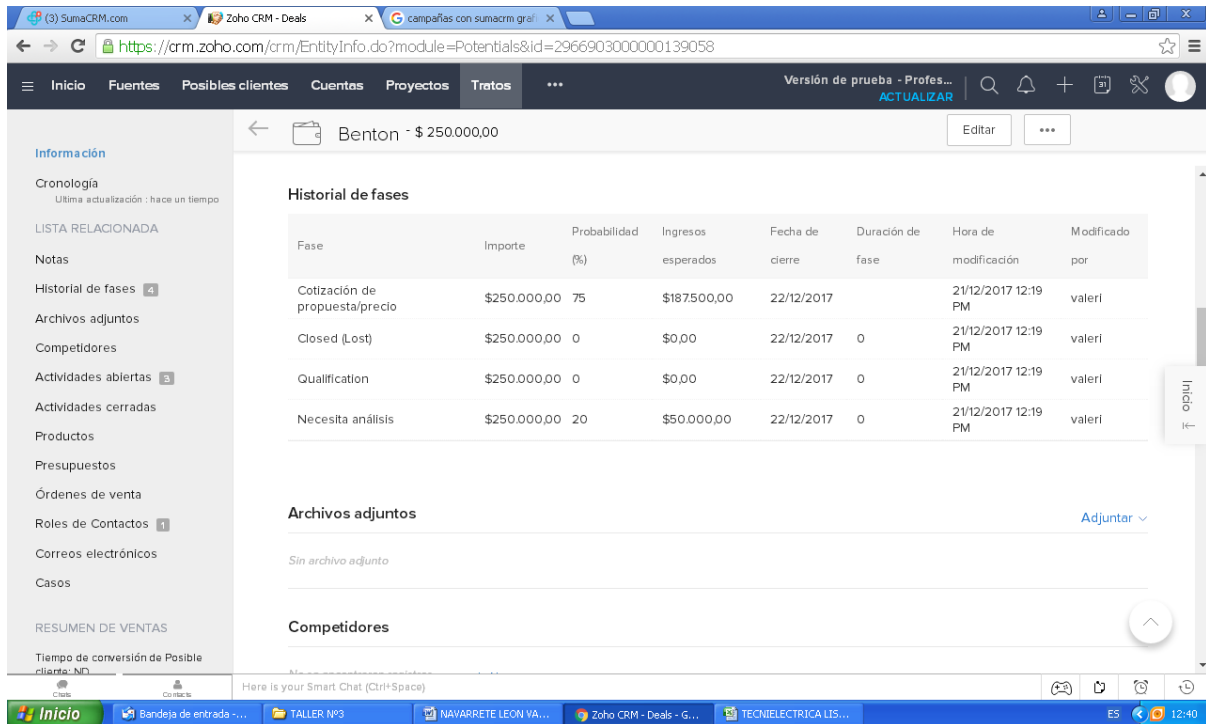 (3) SumaCRM.com
Zoho CRM - Deals
campañas con sumacrm grafi
https://crm.zoho.com/crm/EntityInfo.do?module=Potentials&id=2966903000000139058
Inicio Fuentes Posibles clientes Cuentas Proyectos Tratos •••
Versión de prueba - Profes...
ACTUALIZAR
31
Benton - $ 250.000,00
Editar
•••
Información
Cronología
Ultima actualización : hace un tiempo
LISTA RELACIONADA
Notas
Historial de fases 4
Archivos adjuntos
Competidores
Actividades abiertas 3
Actividades cerradas
Productos
Presupuestos
Órdenes de venta
Roles de Contactos 1
Correos electrónicos
Casos
RESUMEN DE VENTAS
Tiempo de conversión de Posible
cliente: ND
Historial de fases
Fase Importe Probabilidad (%) Ingresos esperados Fecha de cierre Duración de fase Hora de modificación Modificado por
Cotización de propuesta/precio $250.000,00 75 $187.500,00 22/12/2017 21/12/2017 12:19 PM valeri
Closed (Lost) $250.000,00 0 $0,00 22/12/2017 0 21/12/2017 12:19 PM valeri
Qualification $250.000,00 0 $0,00 22/12/2017 0 21/12/2017 12:19 PM valeri
Necesita análisis $250.000,00 20 $50.000,00 22/12/2017 0 21/12/2017 12:19 PM valeri
Archivos adjuntos
Adjuntar
Sin archivo adjunto
Competidores
Inicio
Chats
Contacts
Here is your Smart Chat (Ctrl+Space)
Inicio
Bandeja de entrada -...
TALLER Nº3
NAVARRETE LEON VA...
Zoho CRM - Deals - G...
TECNIELECTRICA LIS...
ES
12:40